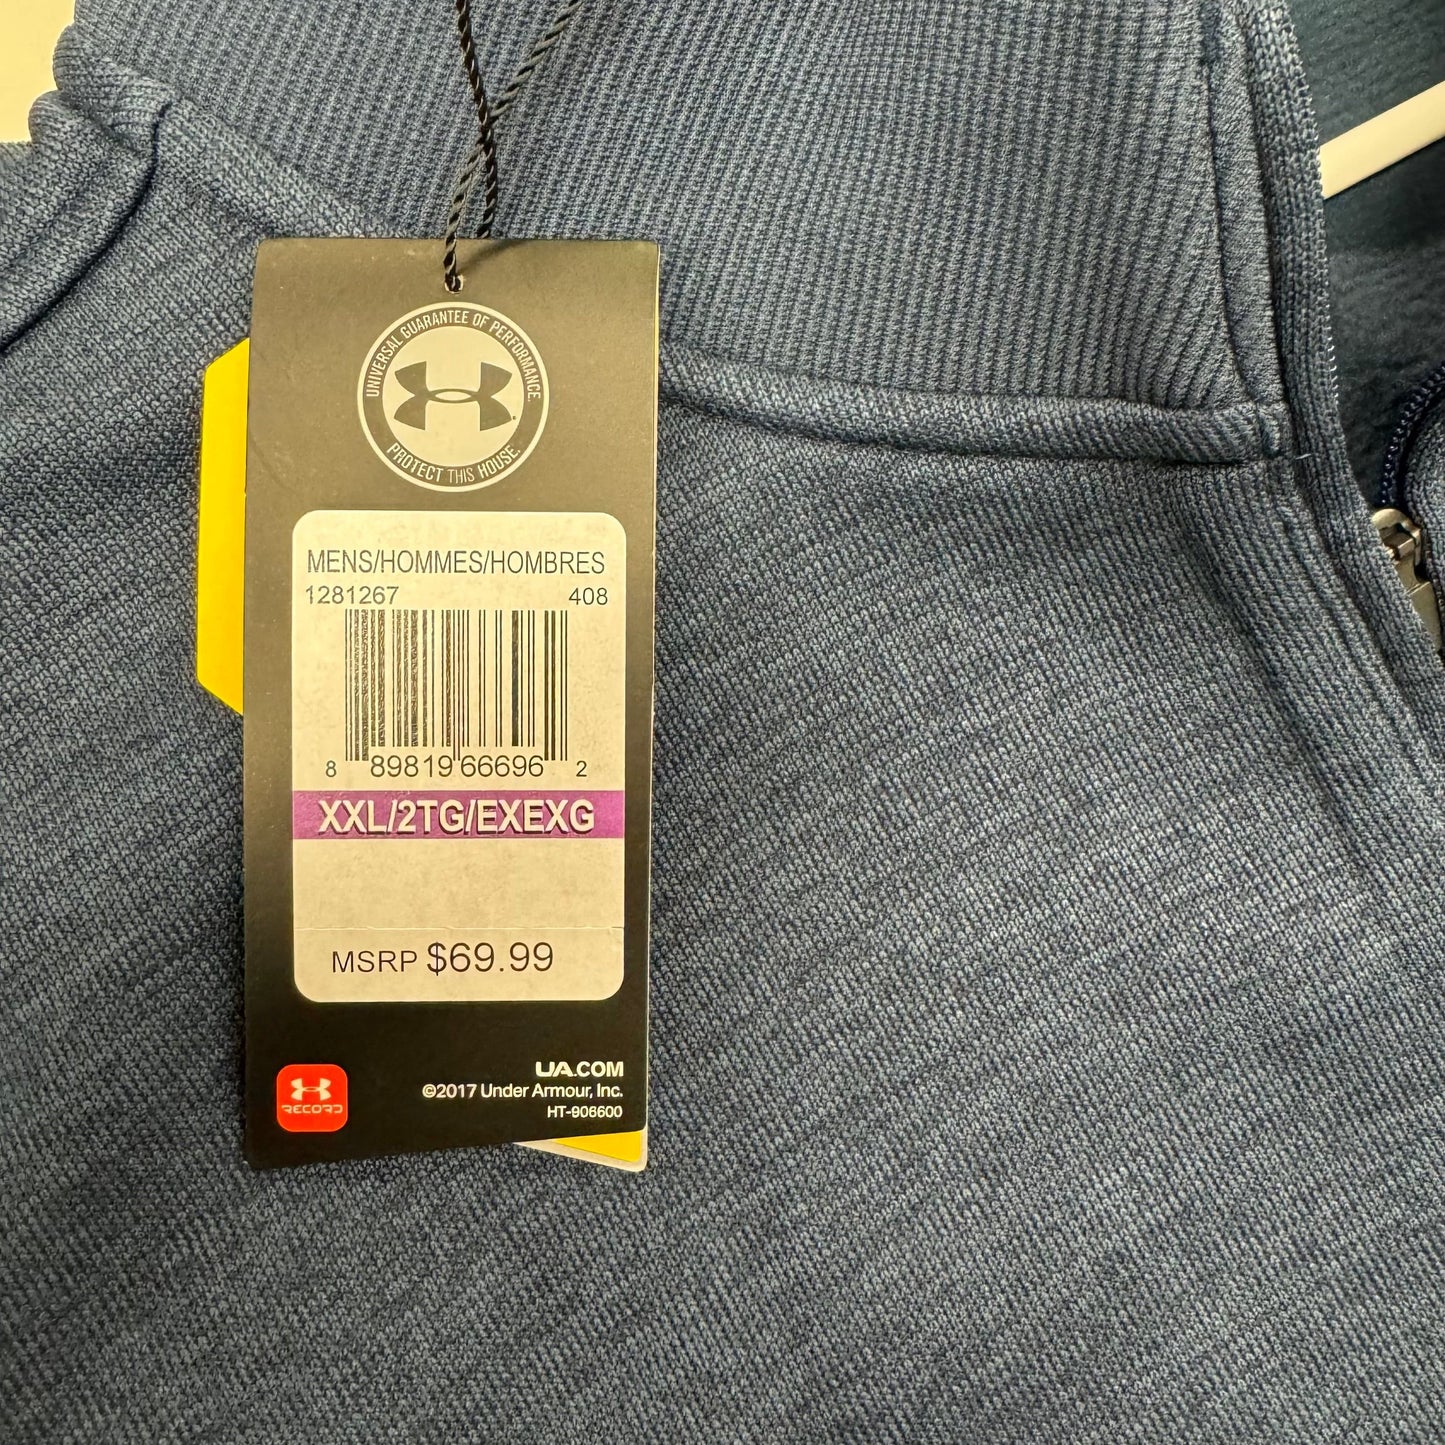 UNIVERSAL GUARANTEE OF PERFORMANCE.
PROTECT THIS HOUSE.
MENS/HOMMES/HOMBRES
1281267 408
8 89819 66696 2
XXL/2TG/EXEXG
MSRP $69.99
UA.COM
©2017 Under Armour, Inc.
HT-906600
RECORD